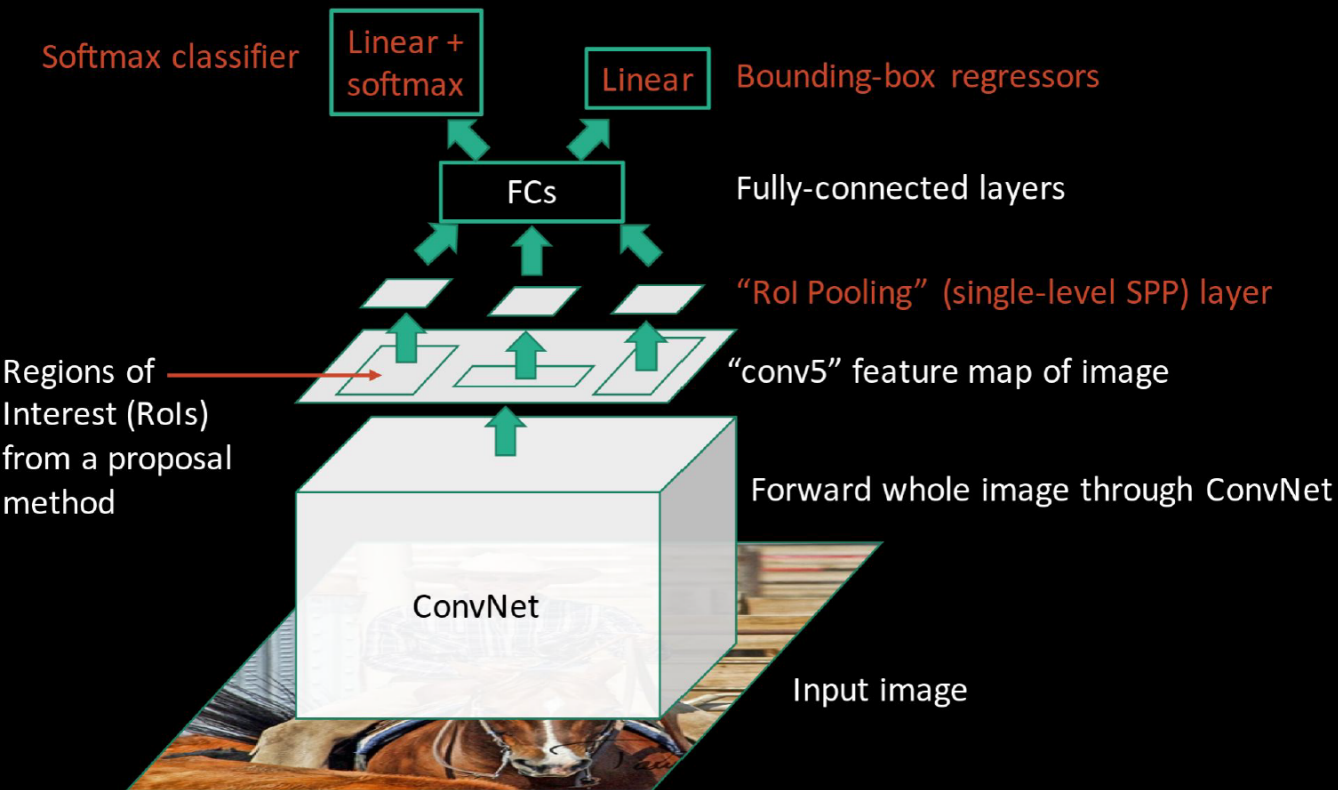 Softmax classifier
Linear +
softmax
Linear
Bounding-box regressors
FCs
Fully-connected layers
“RoI Pooling” (single-level SPP) layer
Regions of
Interest (RoIs)
from a proposal
method
“conv5” feature map of image
Forward whole image through ConvNet
ConvNet
Input image